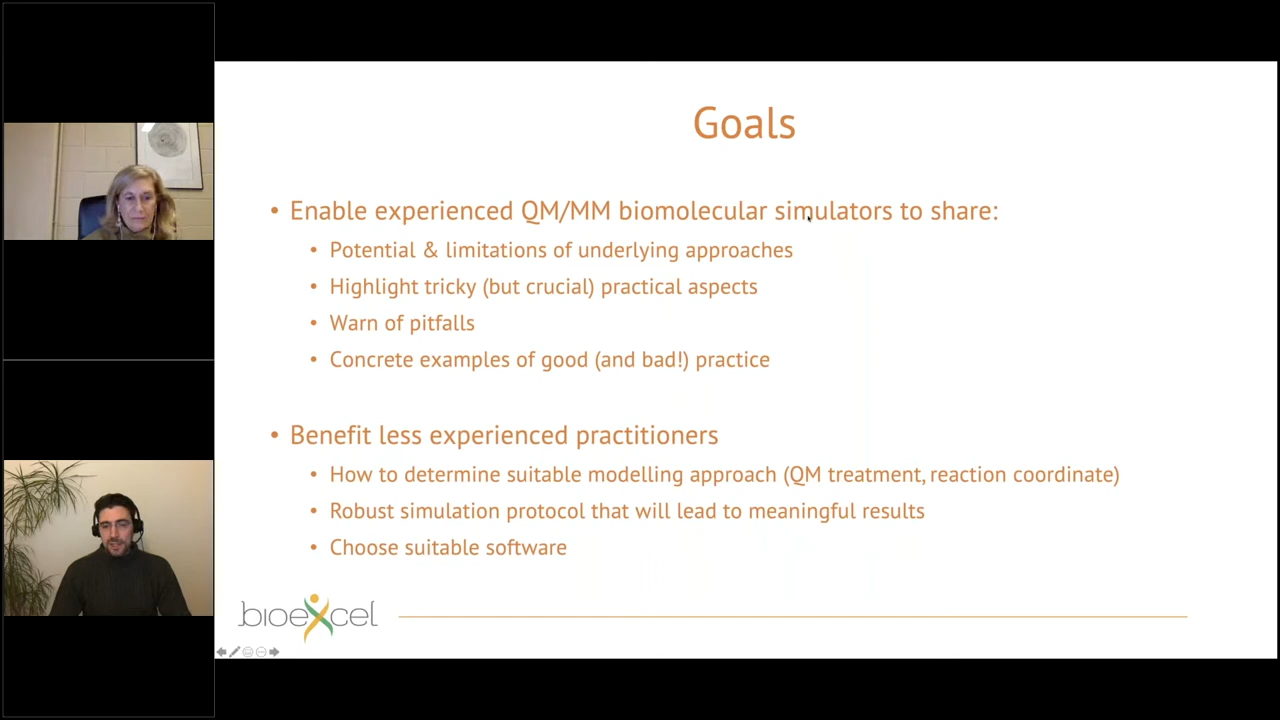 Goals
• Enable experienced QM/MM biomolecular simulators to share:
• Potential & limitations of underlying approaches
• Highlight tricky (but crucial) practical aspects
• Warn of pitfalls
• Concrete examples of good (and bad!) practice
• Benefit less experienced practitioners
• How to determine suitable modelling approach (QM treatment, reaction coordinate)
• Robust simulation protocol that will lead to meaningful results
• Choose suitable software
bioexcel